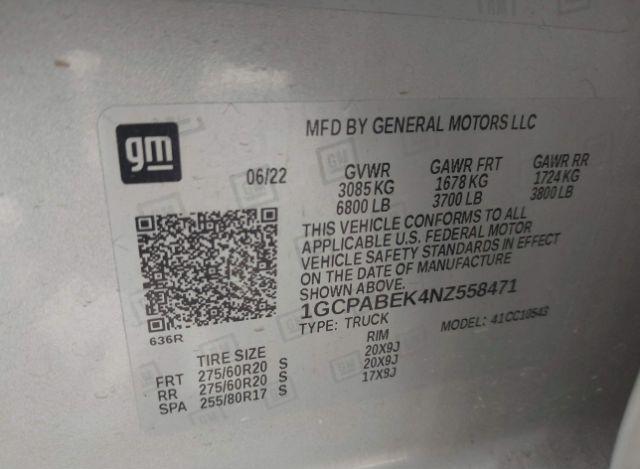 gm
MFD BY GENERAL MOTORS LLC
06/22
GVWR GAWR FRT GAWR RR
3085 KG 1678 KG 1724 KG
6800 LB 3700 LB 3800 LB
THIS VEHICLE CONFORMS TO ALL
APPLICABLE U.S. FEDERAL MOTOR
VEHICLE SAFETY STANDARDS IN EFFECT
ON THE DATE OF MANUFACTURE
SHOWN ABOVE.
1GCPABEK4NZ558471
TYPE: TRUCK MODEL: 41CC10543
636R
TIRE SIZE RIM
FRT 275/60R20 S 20X9J
RR 275/60R20 S 20X9J
SPA 255/80R17 S 17X9J